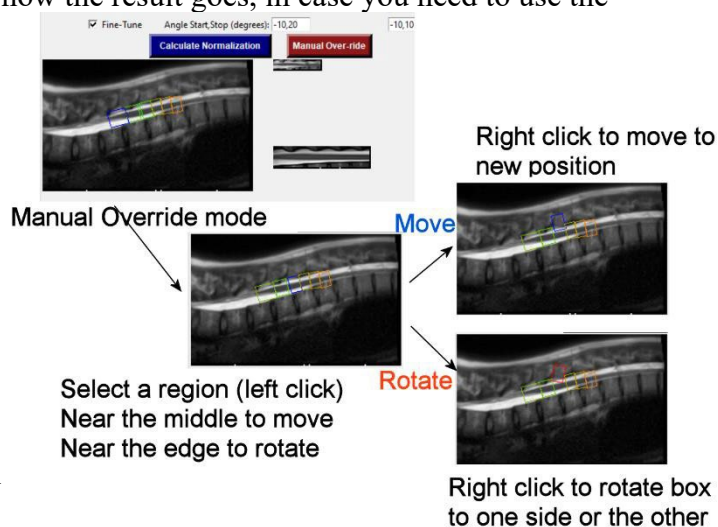 now the result goes, in case you need to use the
Fine-Tune Angle Start,Stop (degrees): -10,20 -10,10
Calculate Normalization Manual Over-ride
Right click to move to
new position
Manual Override mode
Move
Select a region (left click)
Near the middle to move
Near the edge to rotate
Rotate
Right click to rotate box
to one side or the other